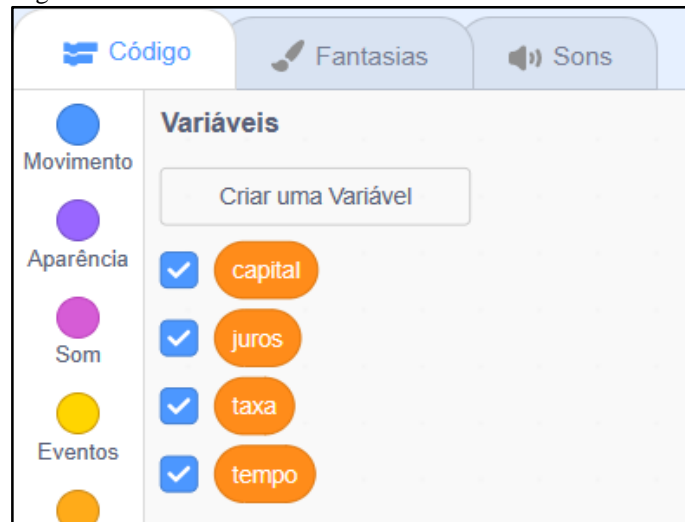 Código
Fantasias
Sons
Movimento
Aparência
Som
Eventos
Variáveis
Criar uma Variável
capital
juros
taxa
tempo